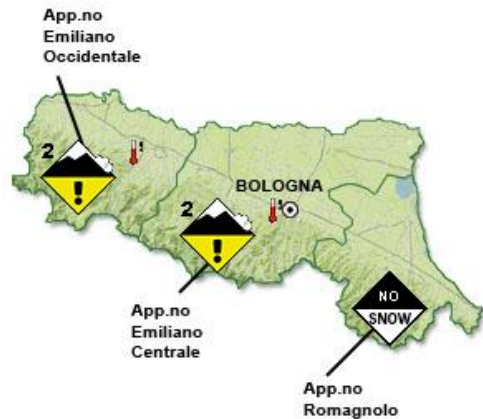 App.no
Emiliano
Occidentale
2
!
BOLOGNA
2
!
NO
SNOW
App.no
Emiliano
Centrale
App.no
Romagnolo